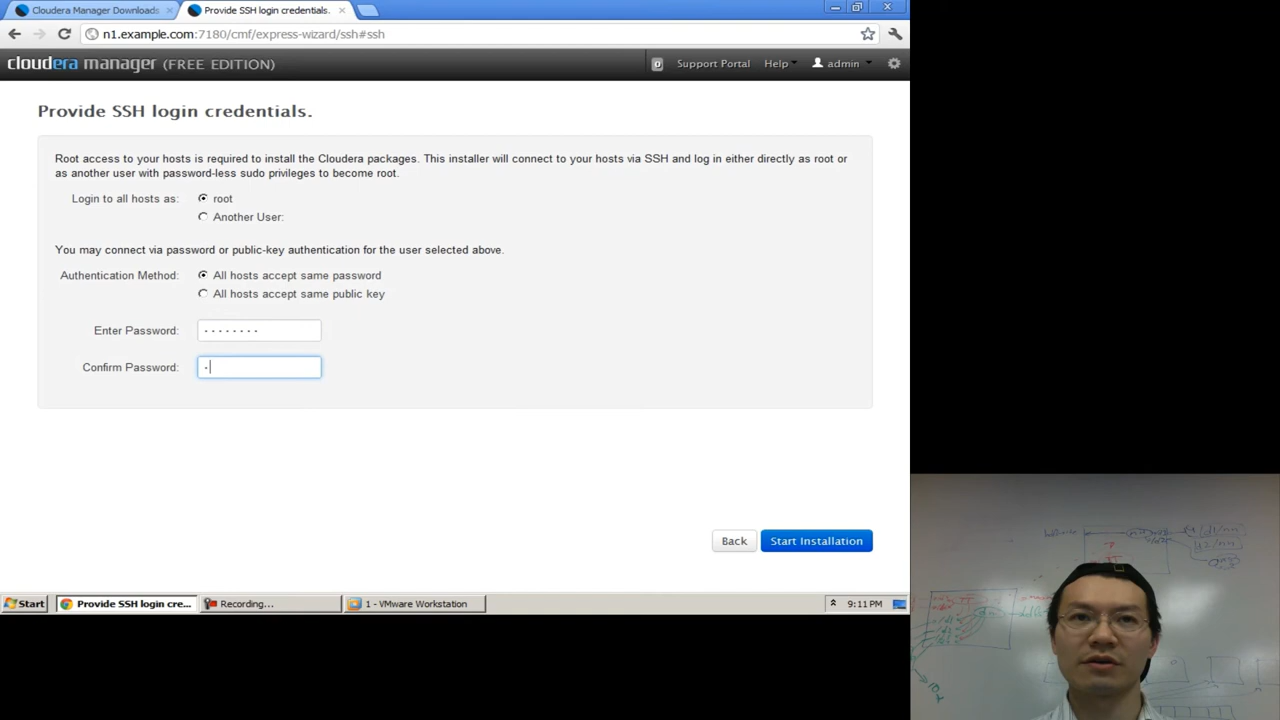 Cloudera Manager Downloads
Provide SSH login credentials.
n1.example.com:7180/cmf/express-wizard/ssh#ssh
cloudera manager (FREE EDITION)
0 Support Portal Help admin
Provide SSH login credentials.
Root access to your hosts is required to install the Cloudera packages. This installer will connect to your hosts via SSH and log in either directly as root or
as another user with password-less sudo privileges to become root.
Login to all hosts as: root
Another User:
You may connect via password or public-key authentication for the user selected above.
Authentication Method: All hosts accept same password
All hosts accept same public key
Enter Password: ········
Confirm Password: ·
Back Start Installation
Start Provide SSH login cre... Recording... 1 - VMware Workstation 9:11 PM